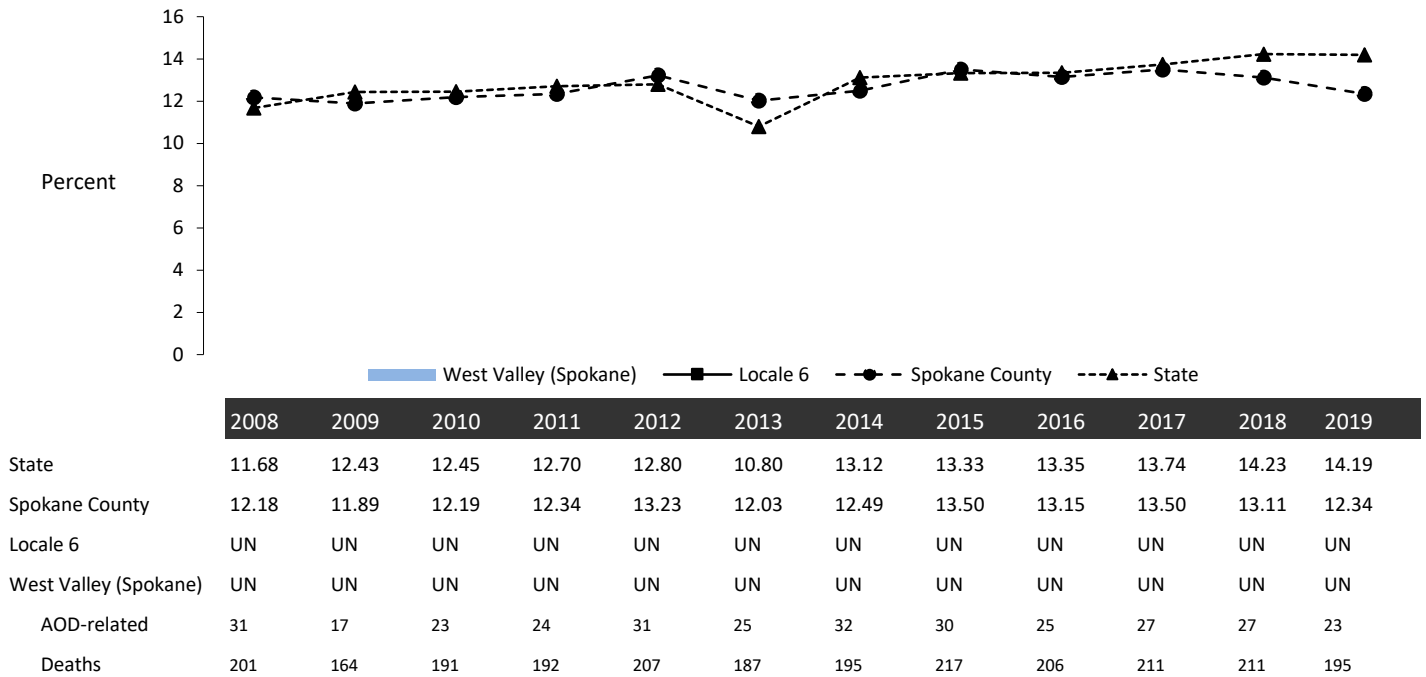 16
14
12
10
8
6
4
2
0
Percent
West Valley (Spokane) Locale 6 Spokane County State
2008 2009 2010 2011 2012 2013 2014 2015 2016 2017 2018 2019
State 11.68 12.43 12.45 12.70 12.80 10.80 13.12 13.33 13.35 13.74 14.23 14.19
Spokane County 12.18 11.89 12.19 12.34 13.23 12.03 12.49 13.50 13.15 13.50 13.11 12.34
Locale 6 UN UN UN UN UN UN UN UN UN UN UN UN
West Valley (Spokane) UN UN UN UN UN UN UN UN UN UN UN UN
AOD-related 31 17 23 24 31 25 32 30 25 27 27 23
Deaths 201 164 191 192 207 187 195 217 206 211 211 195